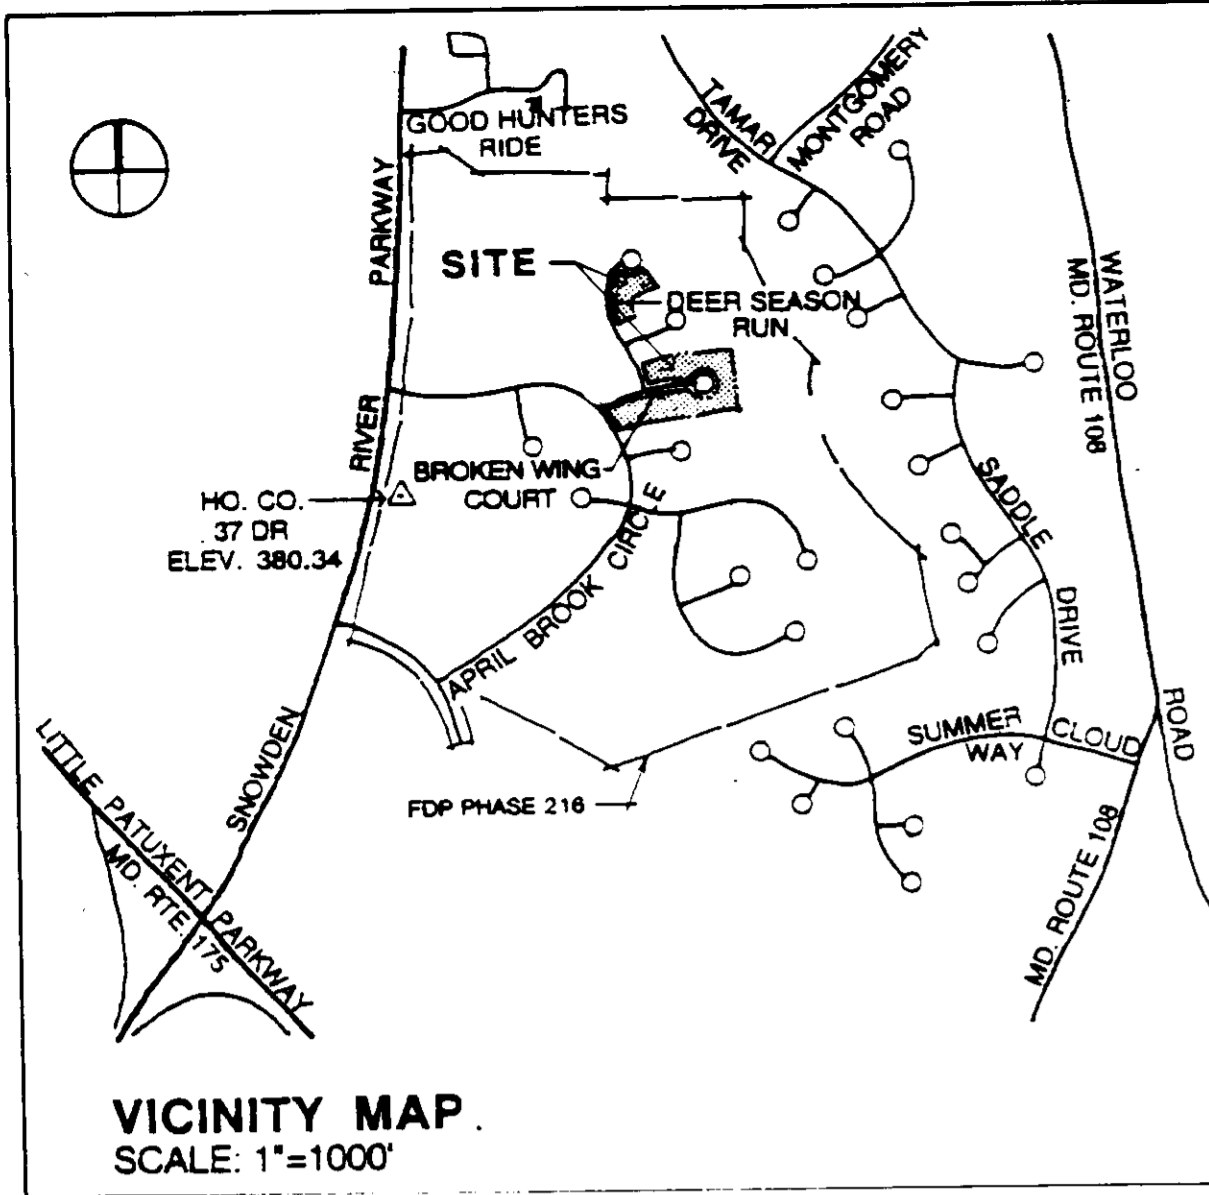 GOOD HUNTERS
RIDE
TAMAR
DRIVE
MONTGOMERY
ROAD
PARKWAY
SITE
DEER SEASON
RUN
WATERLOO
MD. ROUTE 108
RIVER
BROKEN WING
COURT
HO. CO.
37 DR
ELEV. 380.34
SADDLE
DRIVE
APRIL BROOK CIRCLE
SNOWDEN
SUMMER CLOUD
WAY
ROAD
FDP PHASE 216
LITTLE PATUXENT PARKWAY
MD. RTE. 175
MD. ROUTE 108
VICINITY MAP.
SCALE: 1"=1000'